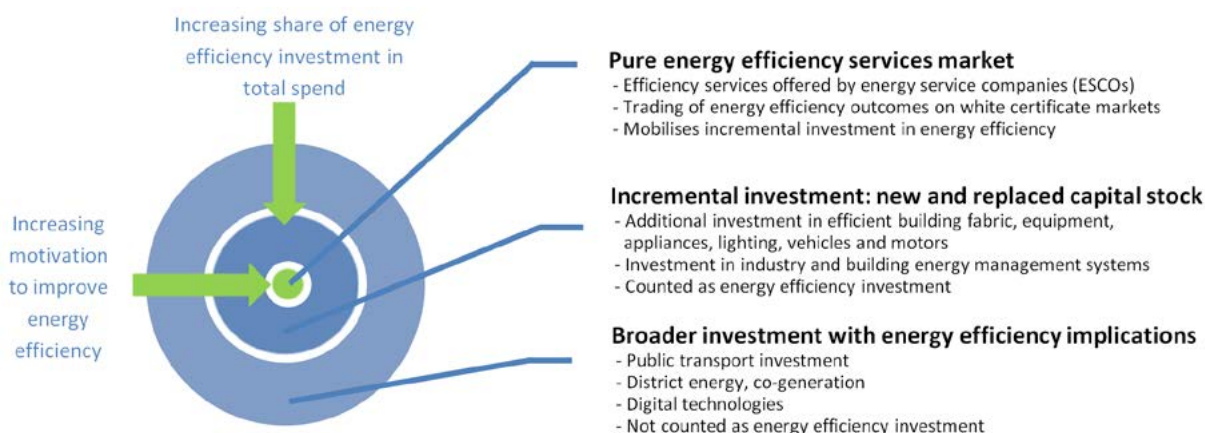 Increasing share of energy
efficiency investment in
total spend
Increasing
motivation
to improve
energy
efficiency
Pure energy efficiency services market
- Efficiency services offered by energy service companies (ESCOs)
- Trading of energy efficiency outcomes on white certificate markets
- Mobilises incremental investment in energy efficiency
Incremental investment: new and replaced capital stock
- Additional investment in efficient building fabric, equipment,
appliances, lighting, vehicles and motors
- Investment in industry and building energy management systems
- Counted as energy efficiency investment
Broader investment with energy efficiency implications
- Public transport investment
- District energy, co-generation
- Digital technologies
- Not counted as energy efficiency investment